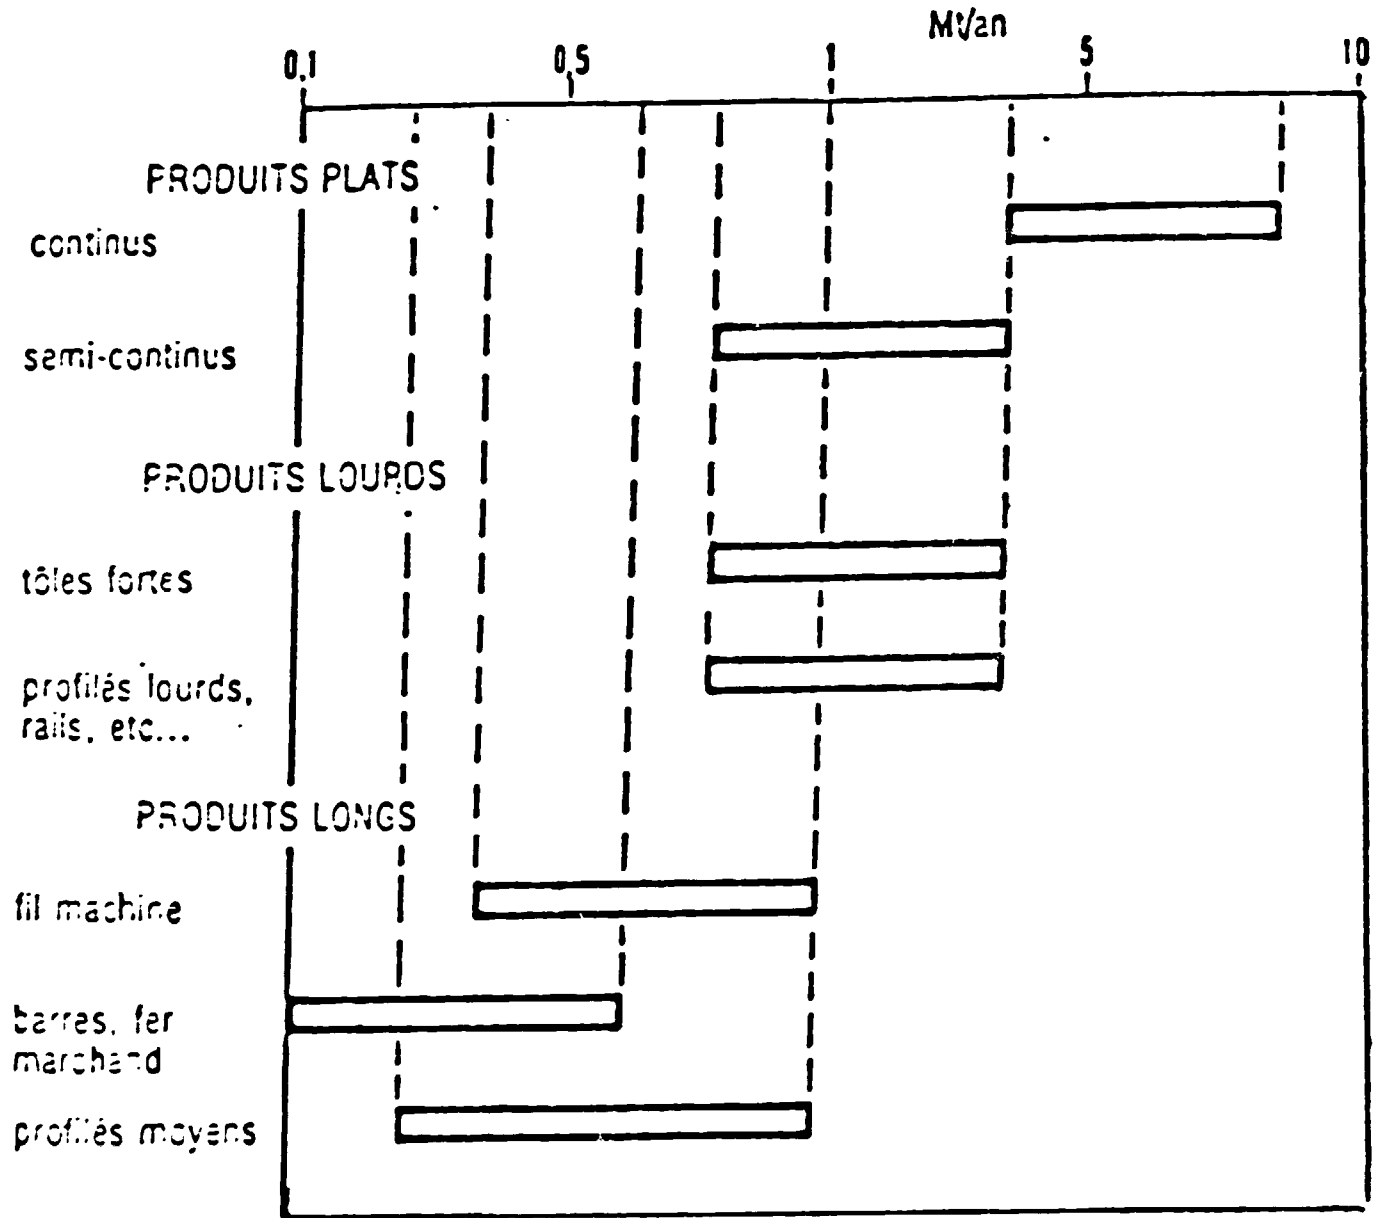 Mt/an
0,1 0,5 1 5 10
PRODUITS PLATS
continus
semi-continus
PRODUITS LOURDS
tôles fortes
profilés lourds,
rails, etc...
PRODUITS LONGS
fil machine
barres, fer
marchand
profilés moyens